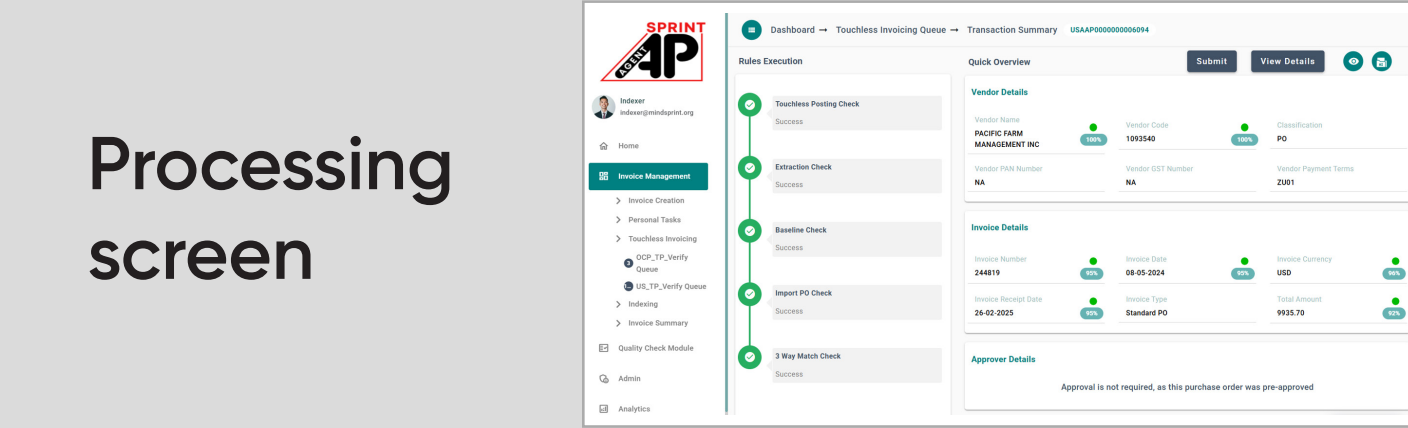 Processing
screen
SPRINT
AGENT
AP
Indexer
indexer@mindsprint.org
Home
Invoice Management
Invoice Creation
Personal Tasks
Touchless Invoicing
3 OCP_TP_Verify
Queue
US_TP_Verify Queue
Indexing
Invoice Summary
Quality Check Module
Admin
Analytics
Dashboard → Touchless Invoicing Queue → Transaction Summary USAAP0000000006094
Rules Execution
Touchless Posting Check
Success
Extraction Check
Success
Baseline Check
Success
Import PO Check
Success
3 Way Match Check
Success
Quick Overview
Submit
View Details
Vendor Details
Vendor Name
PACIFIC FARM
MANAGEMENT INC
100%
Vendor Code
1093540
100%
Classification
PO
Vendor PAN Number
NA
Vendor GST Number
NA
Vendor Payment Terms
ZU01
Invoice Details
Invoice Number
244819
95%
Invoice Date
08-05-2024
95%
Invoice Currency
USD
96%
Invoice Receipt Date
26-02-2025
95%
Invoice Type
Standard PO
Total Amount
9935.70
92%
Approver Details
Approval is not required, as this purchase order was pre-approved